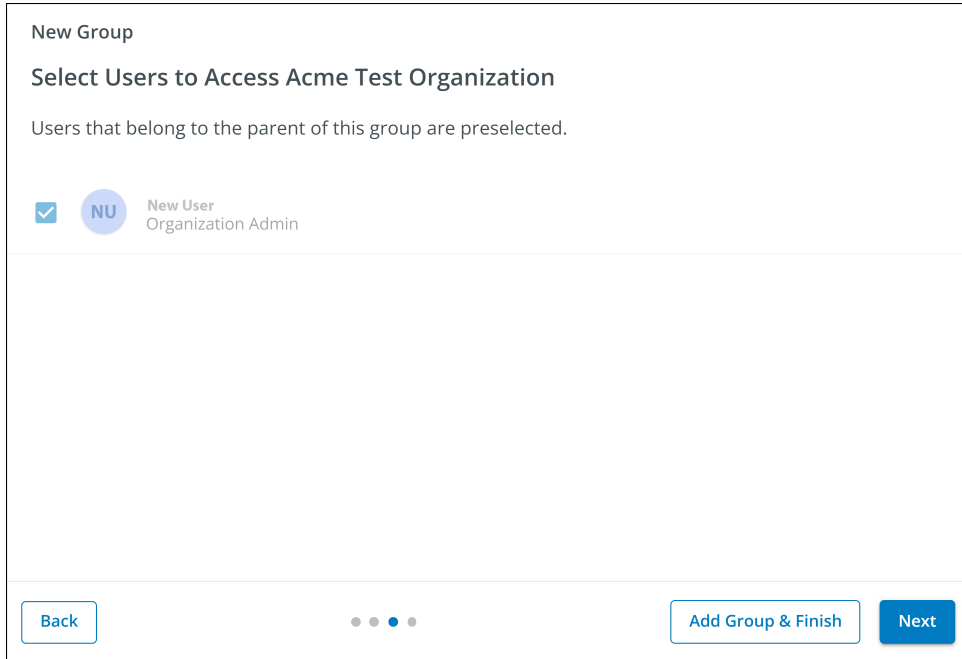 New Group
Select Users to Access Acme Test Organization
Users that belong to the parent of this group are preselected.
NU
New User
Organization Admin
Back
Add Group & Finish
Next